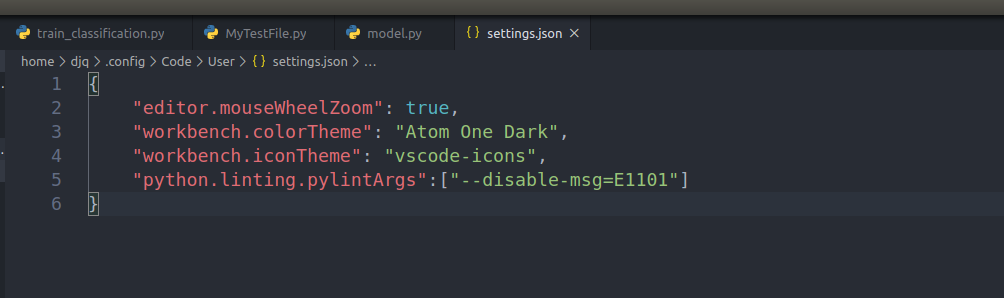 train_classification.py MyTestFile.py model.py {} settings.json ×
home > djq > .config > Code > User > {} settings.json > ...
1 {
2 "editor.mouseWheelZoom": true,
3 "workbench.colorTheme": "Atom One Dark",
4 "workbench.iconTheme": "vscode-icons",
5 "python.linting.pylintArgs":["--disable-msg=E1101"]
6 }